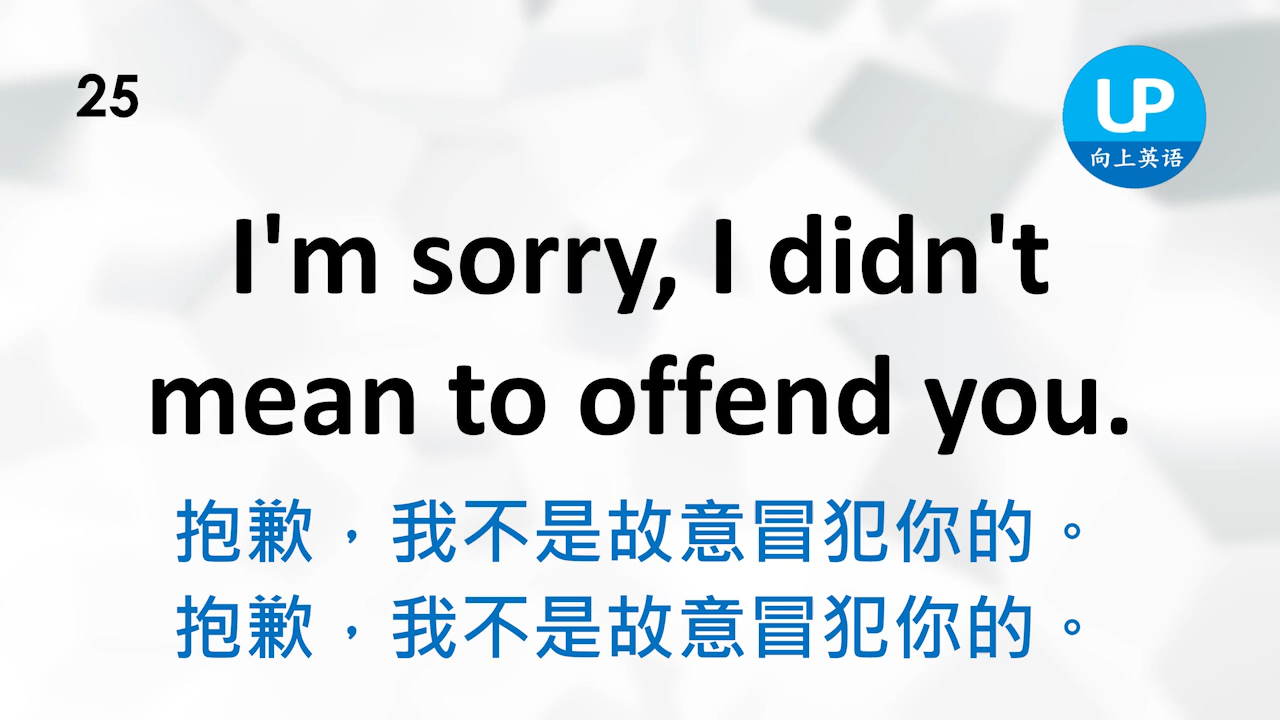 25
UP
向上英语
I'm sorry, I didn't
mean to offend you.
抱歉，我不是故意冒犯你的。
抱歉，我不是故意冒犯你的。